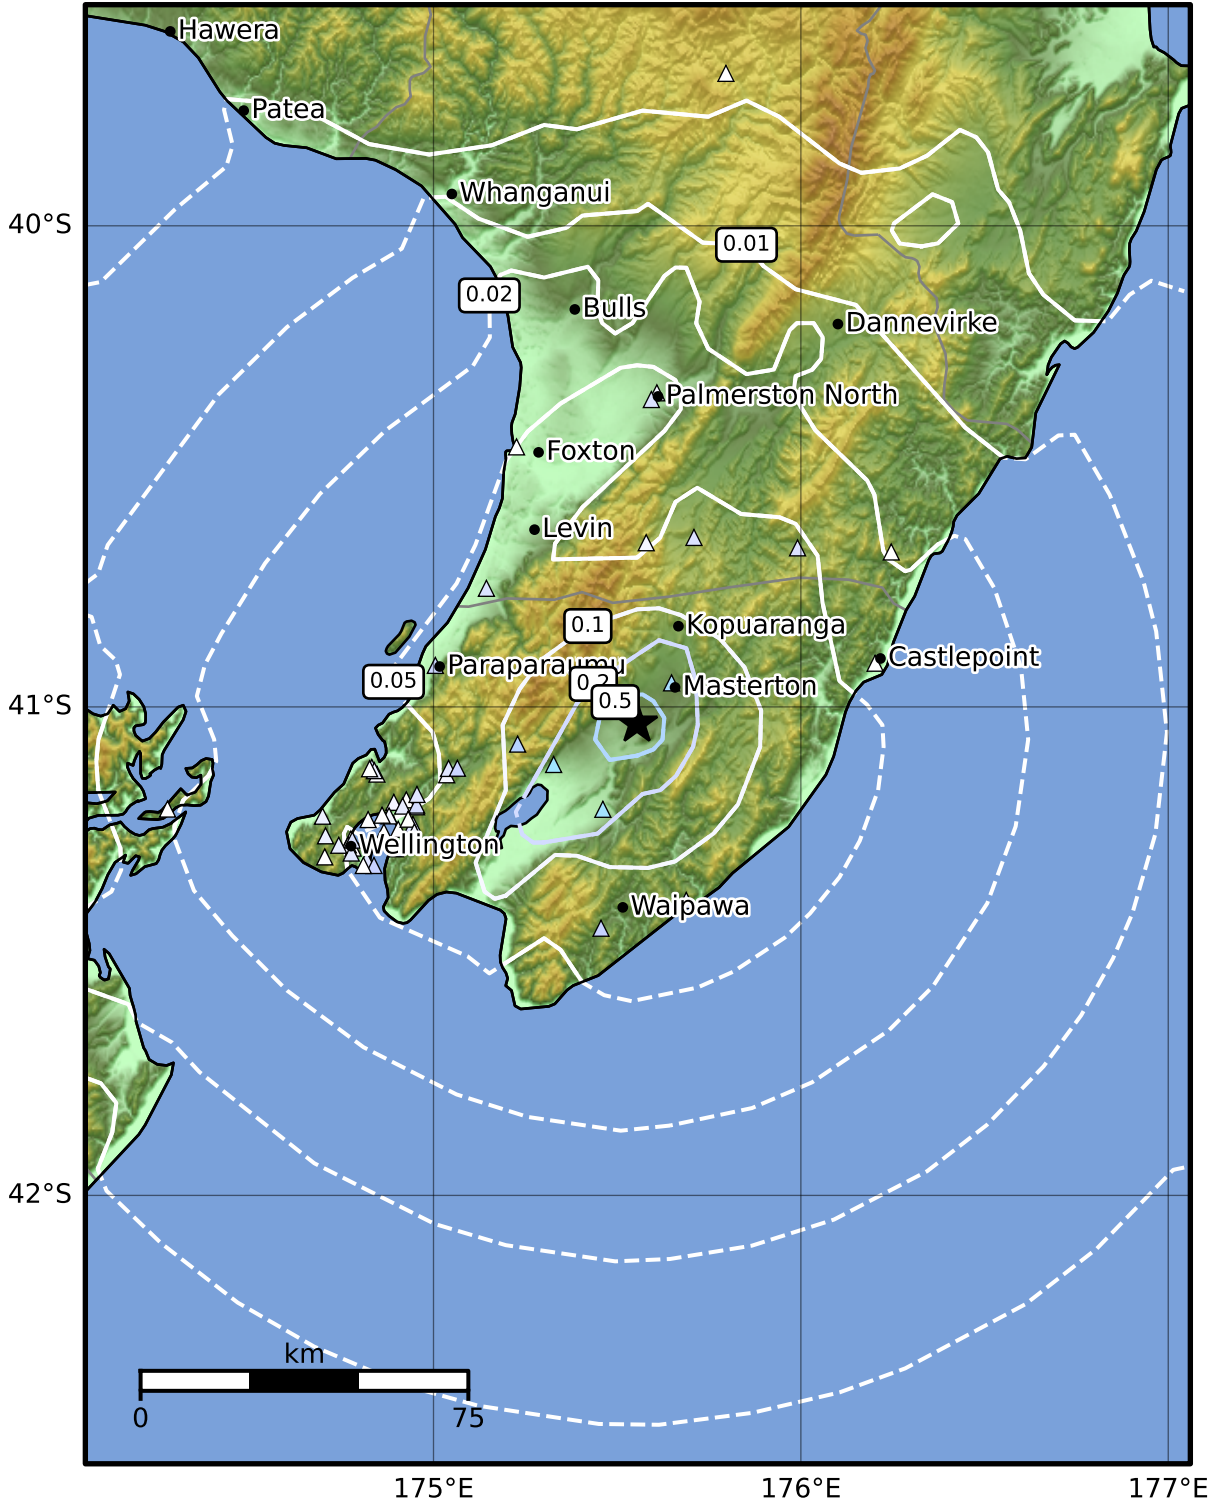 Hawera
Patea
Whanganui
40°S
0.01
0.02
Bulls
Dannevirke
Palmerston North
Foxton
Levin
0.1
Kopuaranga
Castlepoint
Paraparaumu
0.05
Masterton
0.5
41°S
Wellington
Waipawa
42°S
km
0 75
175°E 176°E 177°E